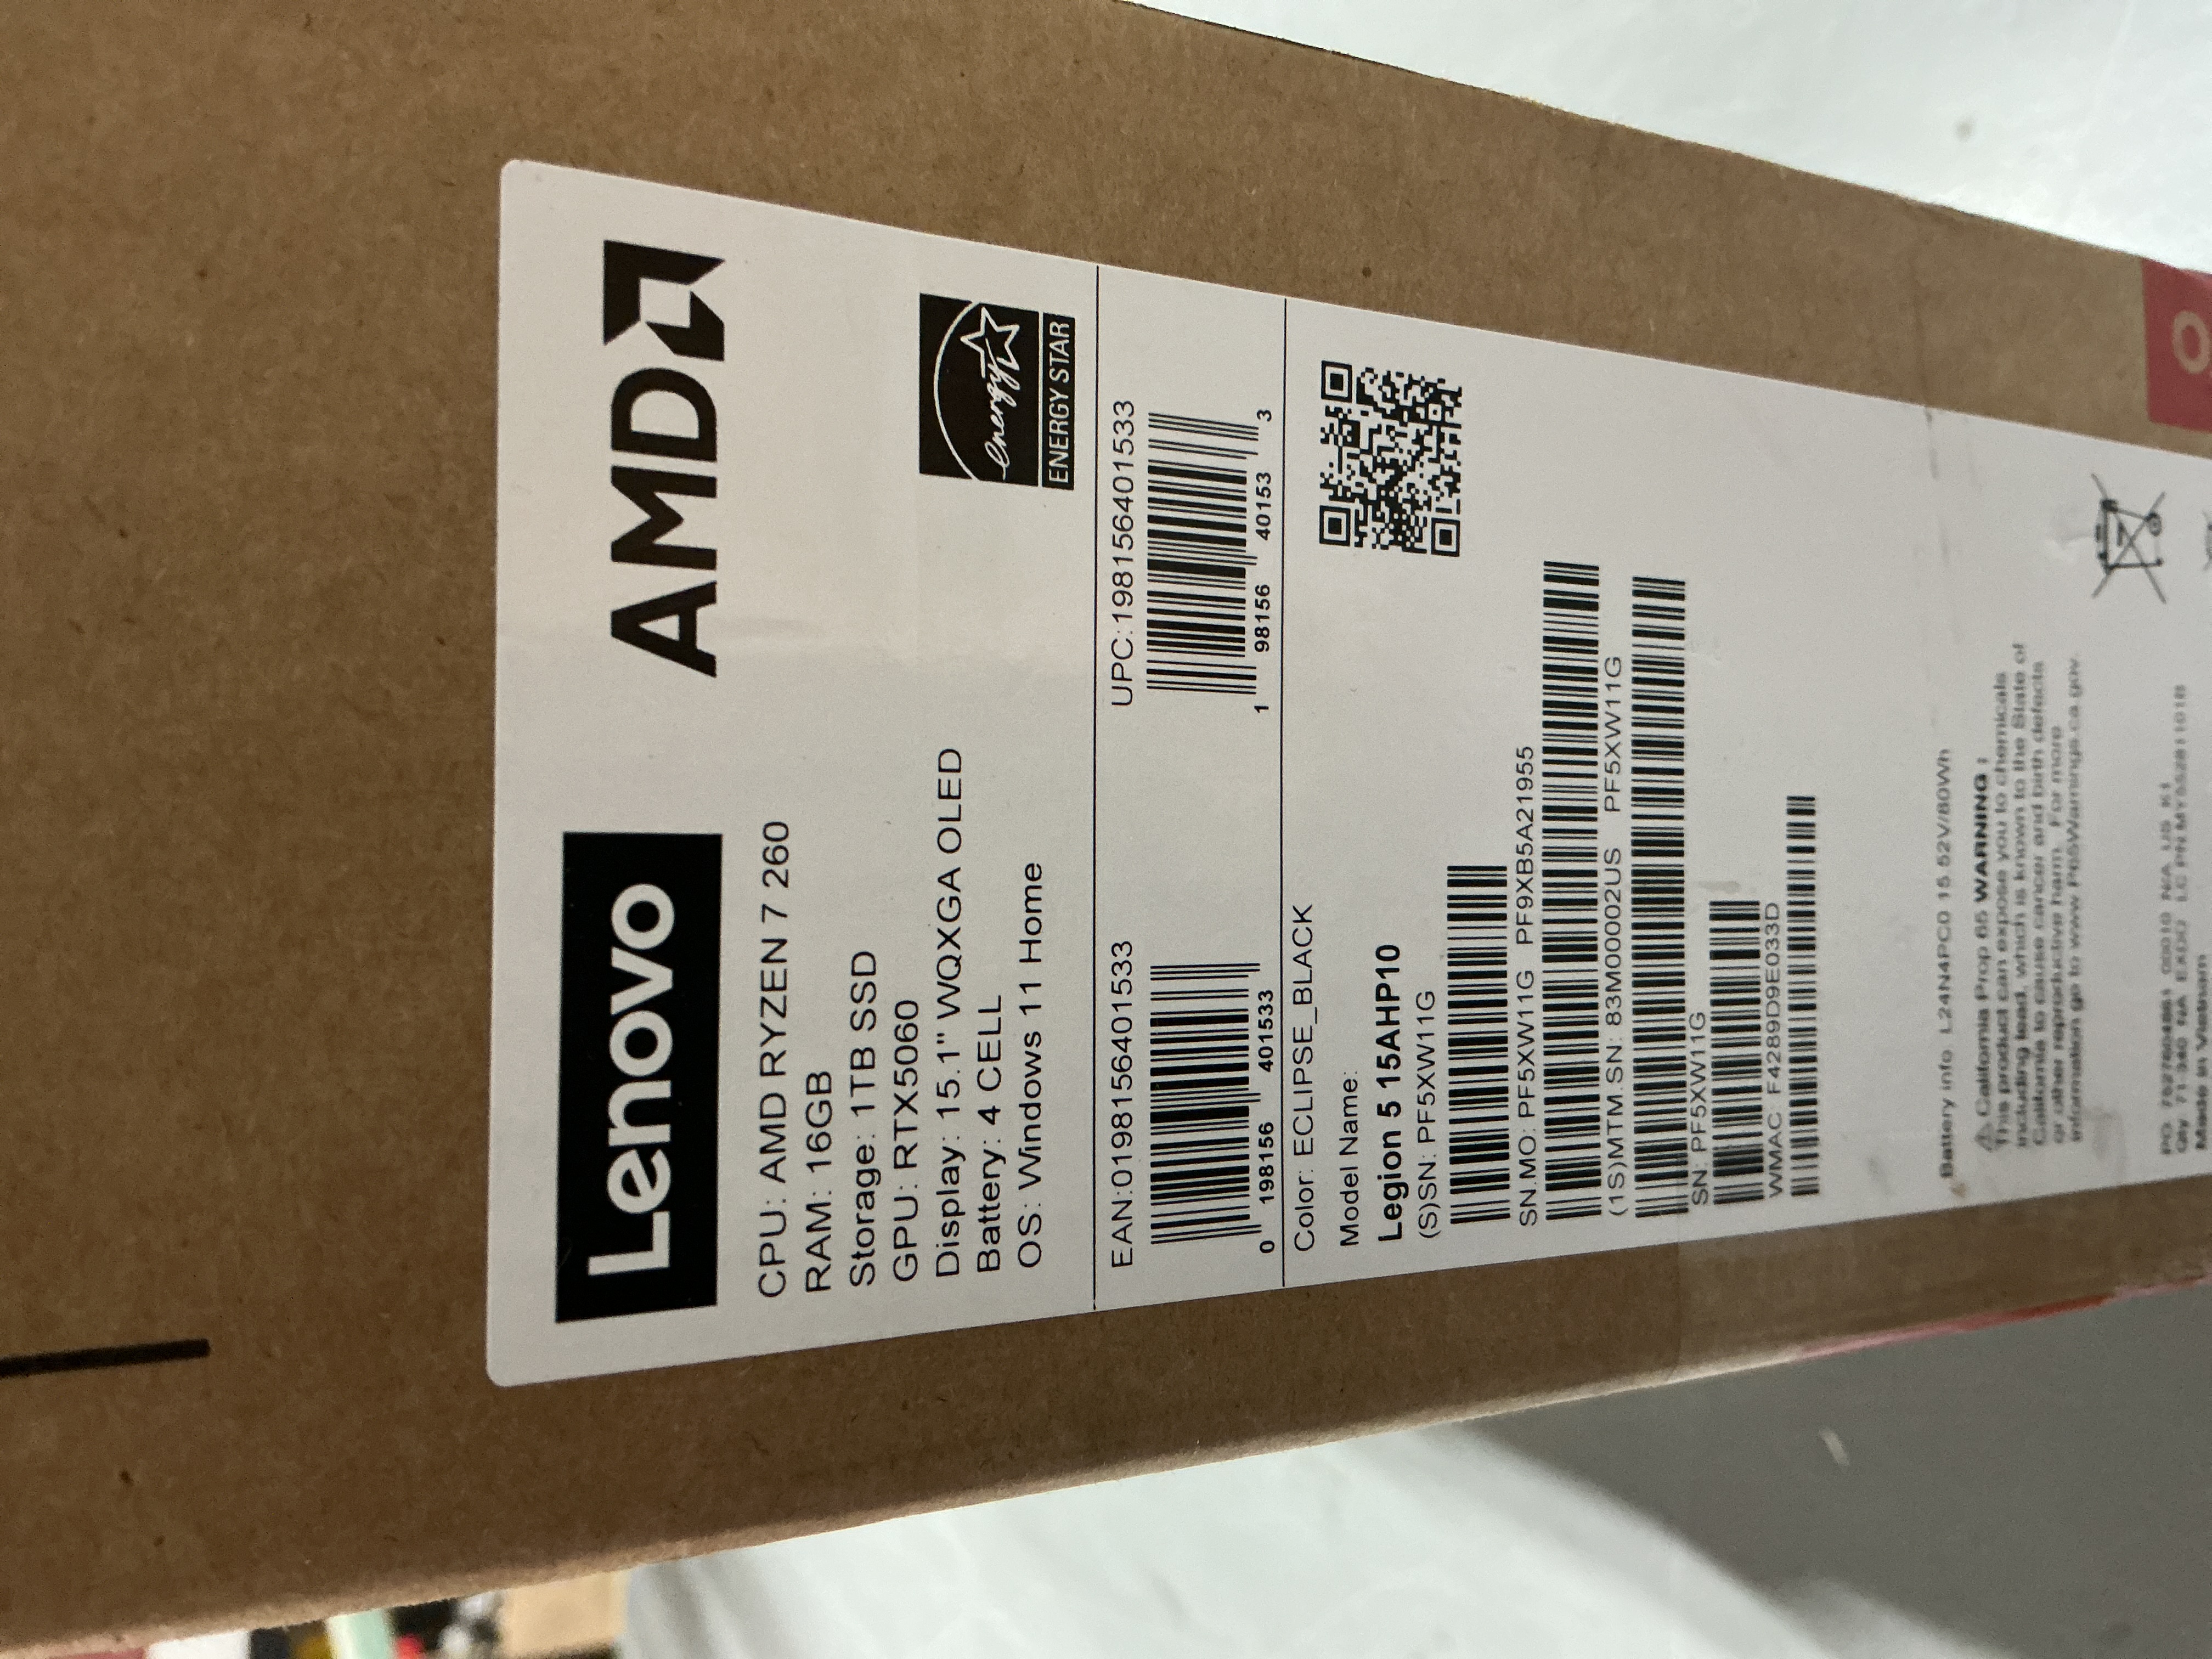 Lenovo
AMD
CPU: AMD RYZEN 7 260
RAM: 16GB
Storage: 1TB SSD
GPU: RTX5060
Display: 15.1" WQXGA OLED
Battery: 4 CELL
OS: Windows 11 Home
energy
ENERGY STAR
EAN:0198156401533
0 198156 401533
UPC:198156401533
1 98156 40153 3
Color: ECLIPSE_BLACK
Model Name:
Legion 5 15AHP10
(S)SN: PF5XW11G
SN.MO: PF5XW11G PF9XB5A21955
(1S)MTM.SN: 83M000002US PF5XW11G
SN: PF5XW11G
WMAC F4289D9E033D
Battery info L24N4PC0 15 52V/80Wh
California Prop 65 WARNING :
This product can expose you to chemicals
including lead, which is known to the State of
California to cause cancer and birth defects
or other reproductive harm. For more
information go to www.P65Warnings.ca.gov.
Made in Vietnam